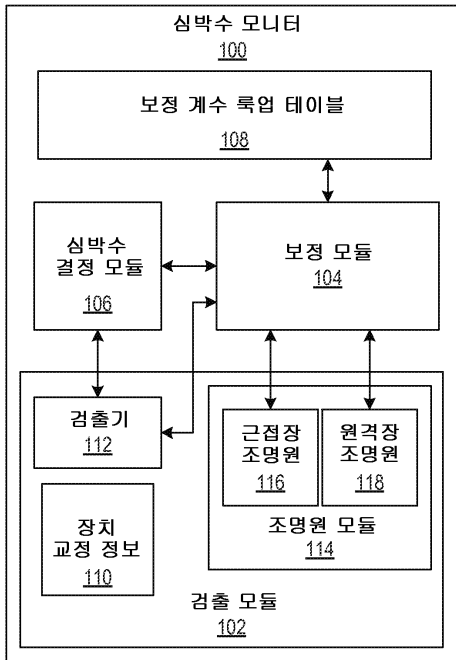 심박수 모니터
100
보정 계수 룩업 테이블
108
심박수
결정 모듈
106
보정 모듈
104
검출기
112
근접장
조명원
116
원격장
조명원
118
조명원 모듈
114
장치
교정 정보
110
검출 모듈
102